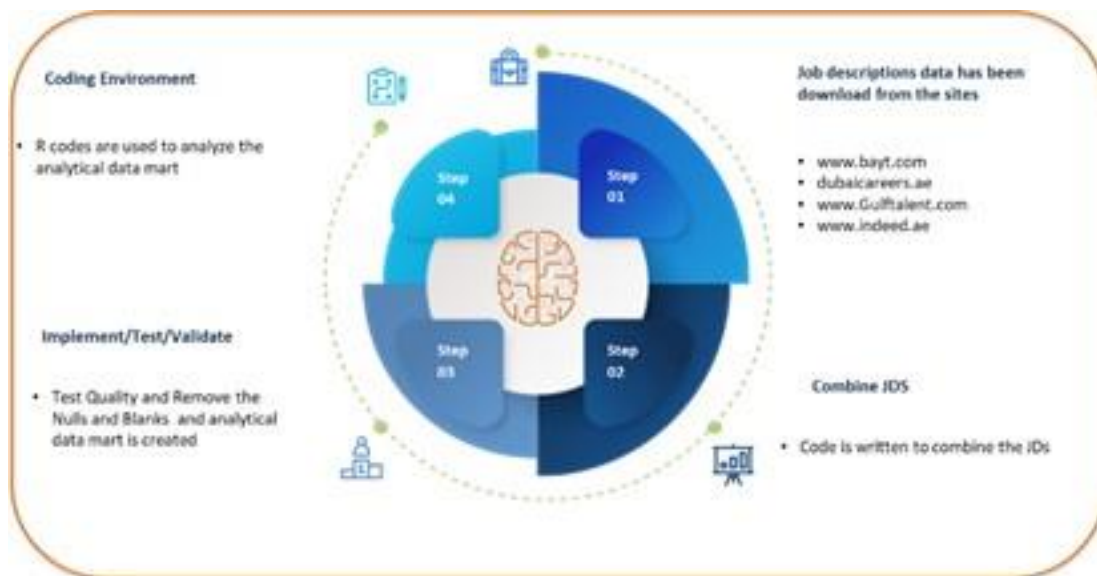 Coding Environment
• R codes are used to analyze the
analytical data mart
Job descriptions data has been
download from the sites
• www.bayt.com
• dubaicareers.ae
• www.Gulftalent.com
• www.indeed.ae
Step
04
Step
01
Step
03
Step
02
Implement/Test/Validate
• Test Quality and Remove the
Nulls and Blanks and analytical
data mart is created
Combine JDS
• Code is written to combine the JDs